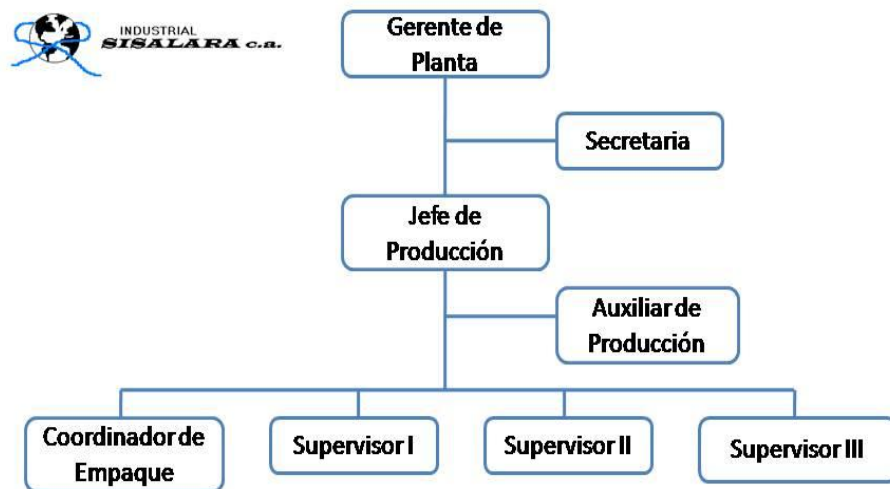 INDUSTRIAL
SISALARA c.a.
Gerente de
Planta
Secretaria
Jefe de
Producción
Auxiliar de
Producción
Coordinador de
Empaque
Supervisor I
Supervisor II
Supervisor III